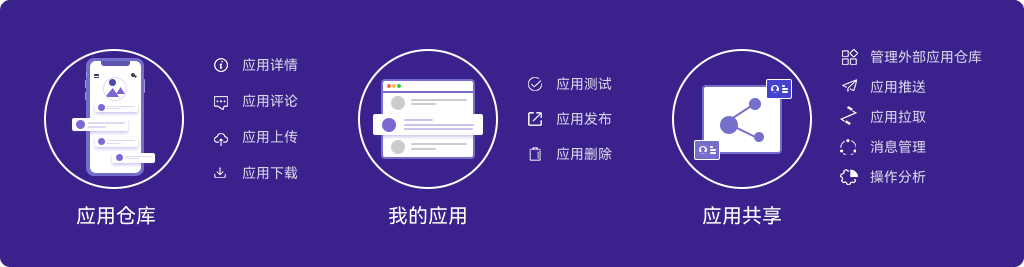 应用详情
应用评论
应用上传
应用下载
应用仓库
应用测试
应用发布
应用删除
我的应用
管理外部应用仓库
应用推送
应用拉取
消息管理
操作分析
应用共享